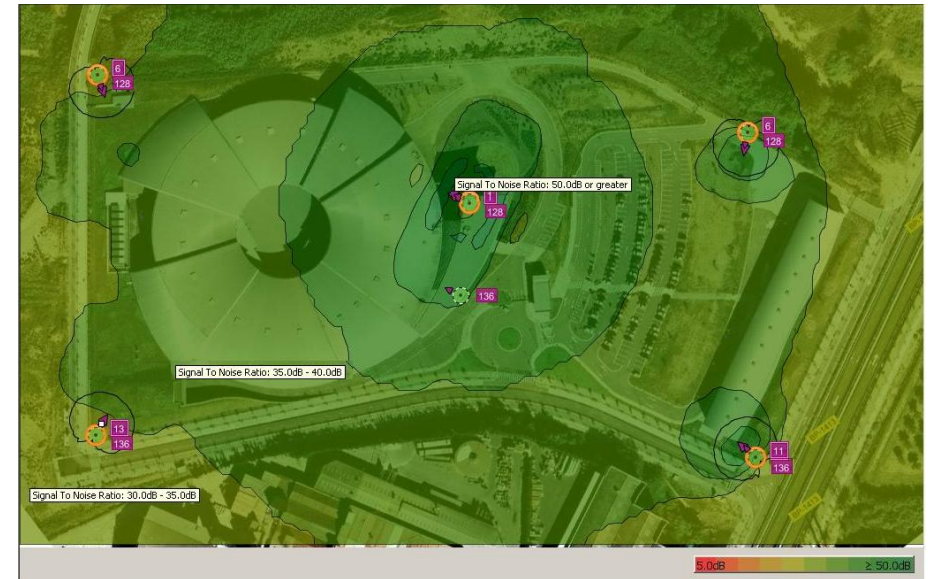 6
128
6
128
Signal To Noise Ratio: 50.0dB or greater
1
128
136
Signal To Noise Ratio: 35.0dB - 40.0dB
13
136
11
136
Signal To Noise Ratio: 30.0dB - 35.0dB
5.0dB ≥ 50.0dB